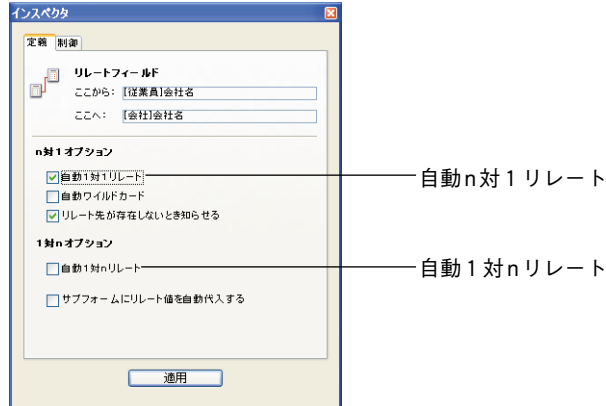 インスペクタ
定義 制御
リレートフィールド
ここから: [従業員]会社名
ここへ: [会社]会社名
n対1オプション
自動1対1リレート
自動n対1リレート
自動ワイルドカード
リレート先が存在しないとき知らせる
1対nオプション
自動1対nリレート
自動1対nリレート
サブフォームにリレート値を自動代入する
適用